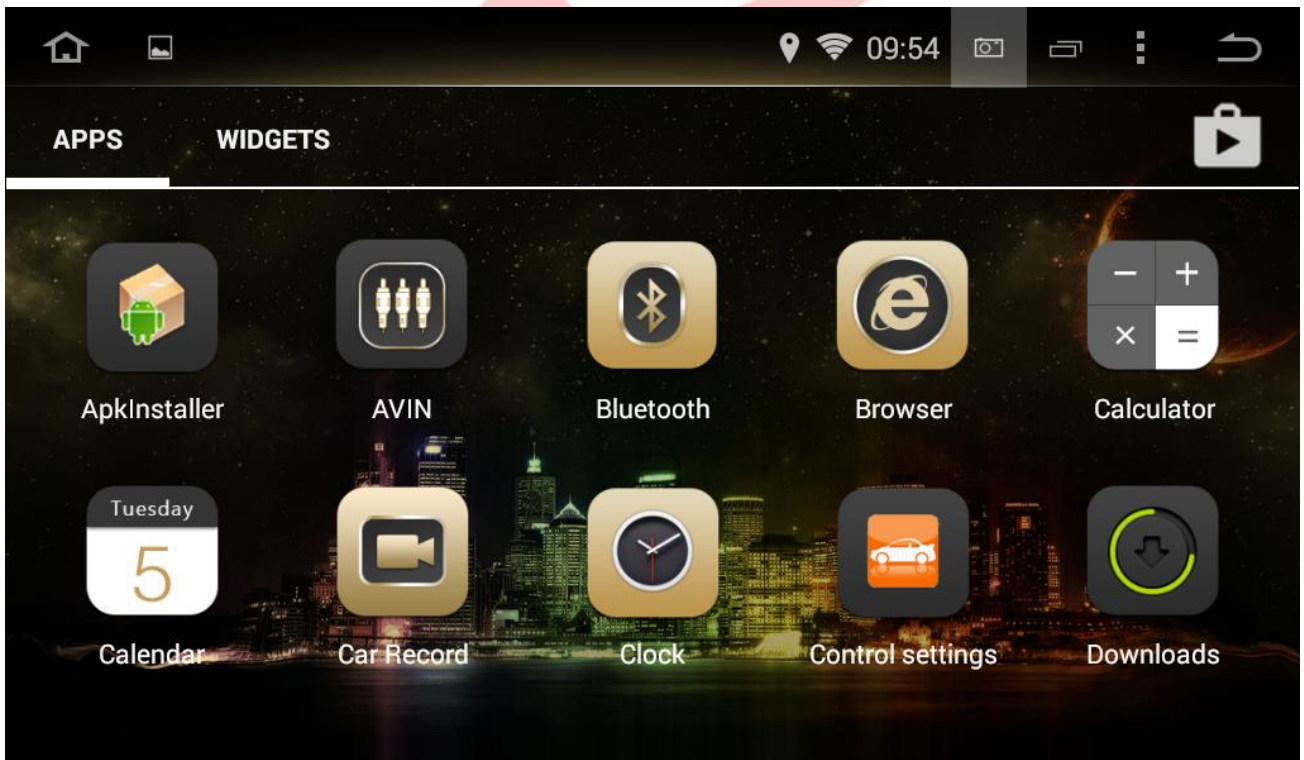 09:54
APPS WIDGETS
ApkInstaller AVIN Bluetooth Browser Calculator
Tuesday
5
Calendar Car Record Clock Control settings Downloads